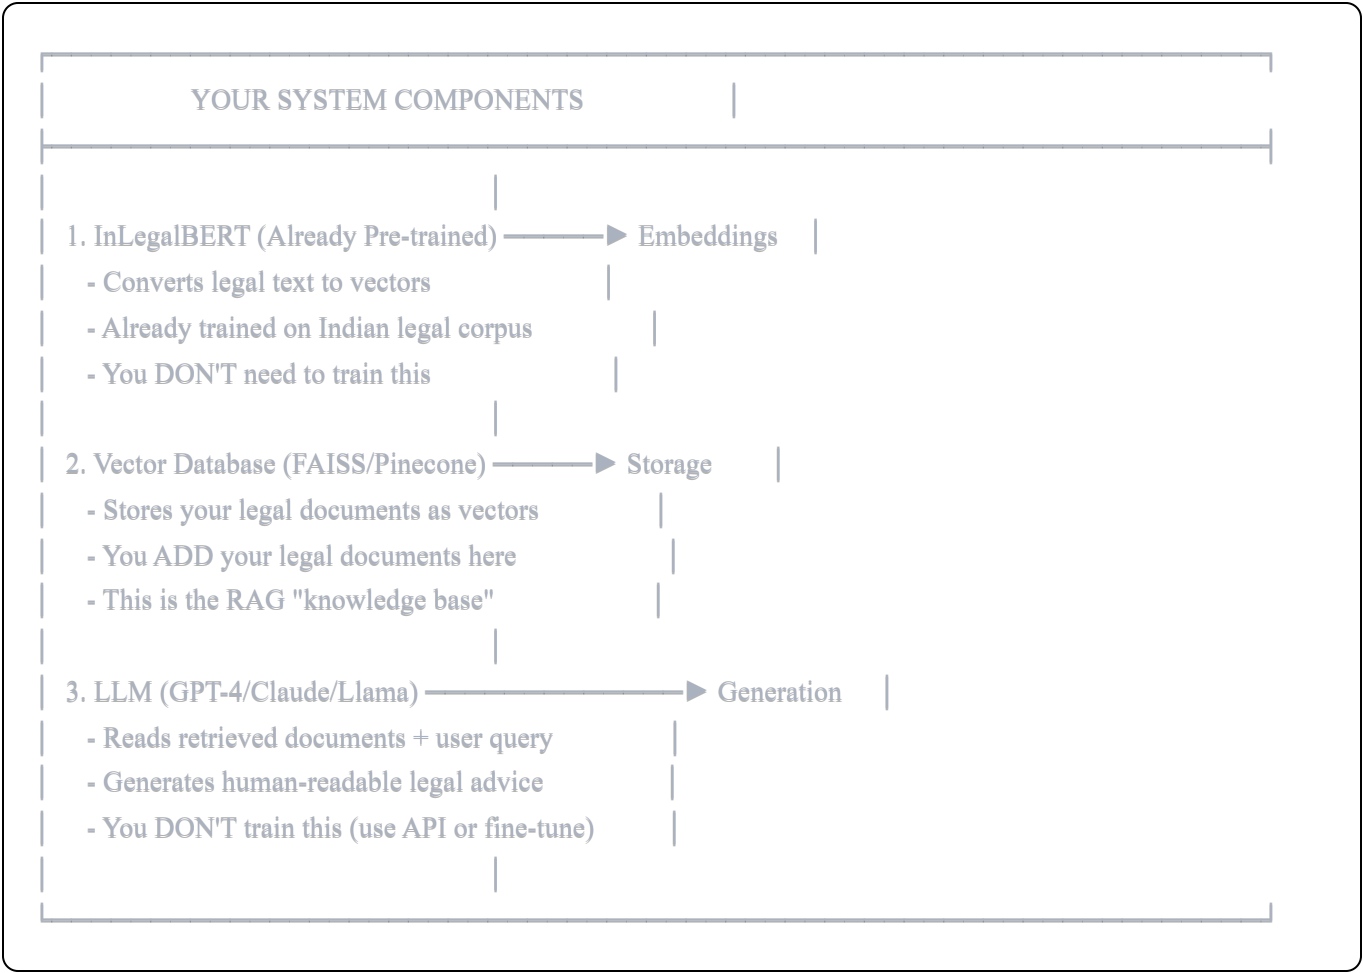 YOUR SYSTEM COMPONENTS
1. InLegalBERT (Already Pre-trained) ───► Embeddings
- Converts legal text to vectors
- Already trained on Indian legal corpus
- You DON'T need to train this
2. Vector Database (FAISS/Pinecone) ───► Storage
- Stores your legal documents as vectors
- You ADD your legal documents here
- This is the RAG "knowledge base"
3. LLM (GPT-4/Claude/Llama) ────────► Generation
- Reads retrieved documents + user query
- Generates human-readable legal advice
- You DON'T train this (use API or fine-tune)